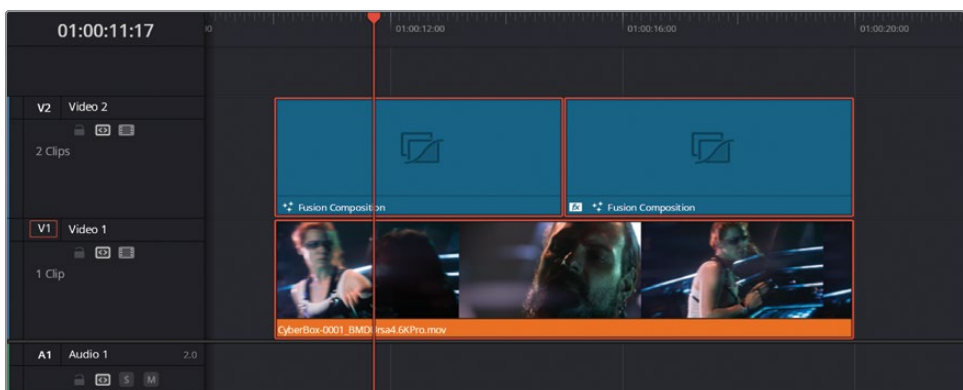 01:00:11:17
01:00:12:00
01:00:16:00
01:00:20:00
V2 Video 2
2 Clips
Fusion Composition
fx Fusion Composition
V1 Video 1
1 Clip
CyberBox-0001_BMDUrsa4.6KPro.mov
A1 Audio 1 2.0
S M